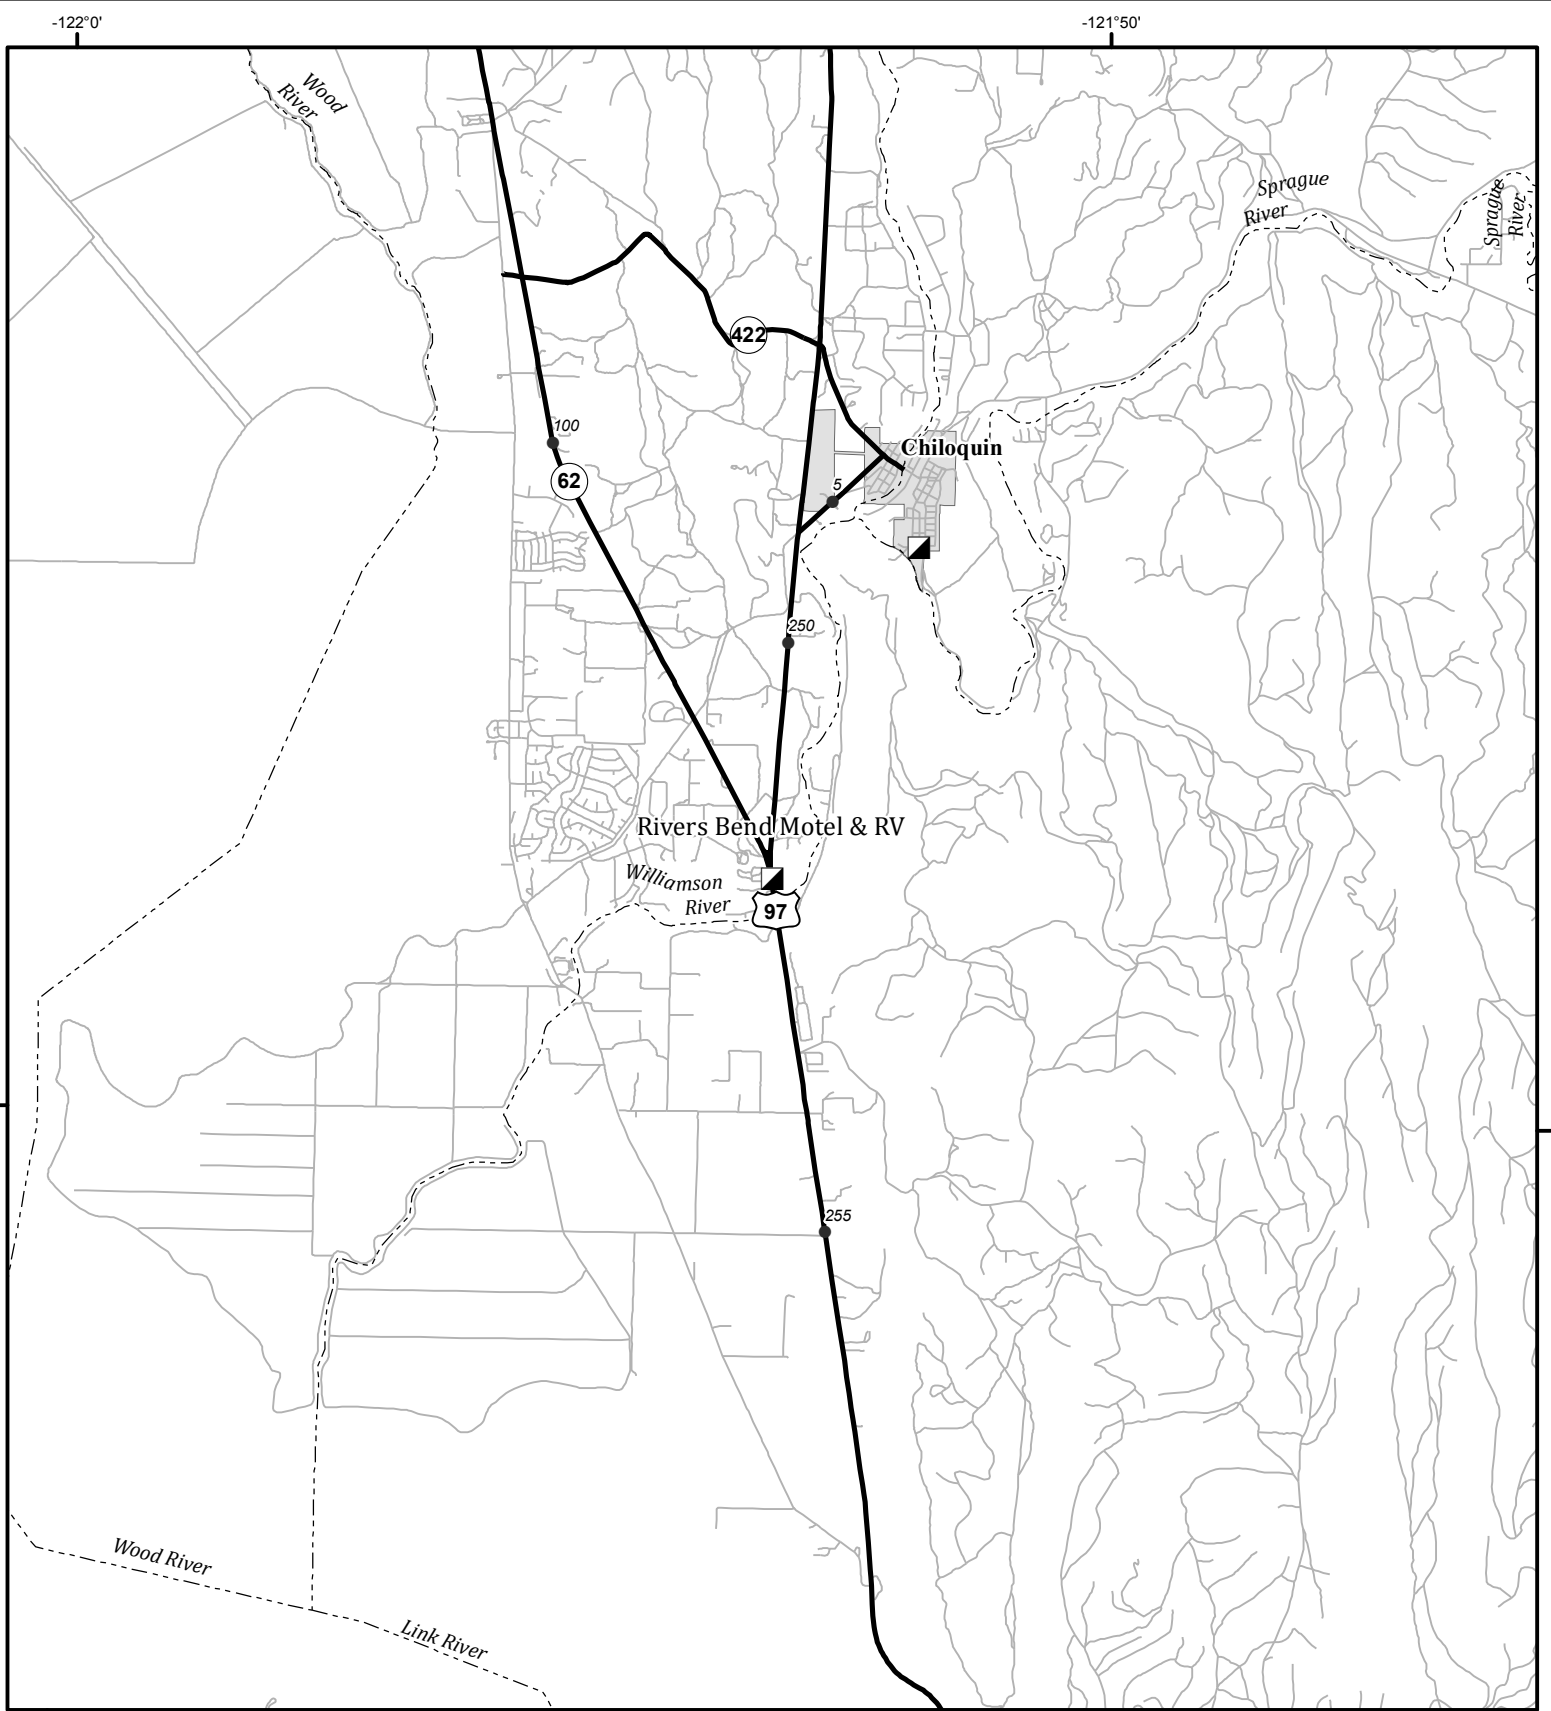 -122°0'
-121°50'
Wood
River
Sprague
River
Sprague
River
422
100
Chiloquin
62
5
250
Rivers Bend Motel & RV
Williamson
River
97
255
Wood River
Link River